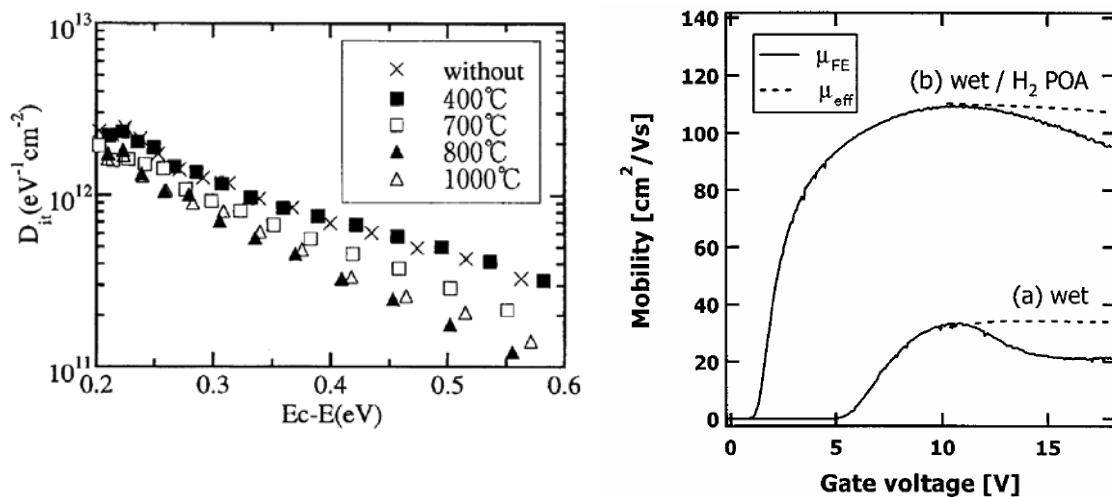 10^13
D_it (eV^-1 cm^-2)
10^12
10^11
× without
■ 400℃
□ 700℃
▲ 800℃
△ 1000℃
0.2 0.3 0.4 0.5 0.6
Ec-E(eV)
140
120
100
80
60
40
20
0
Mobility [cm^2/Vs]
μ_FE
μ_eff
(b) wet / H_2 POA
(a) wet
0 5 10 15
Gate voltage [V]